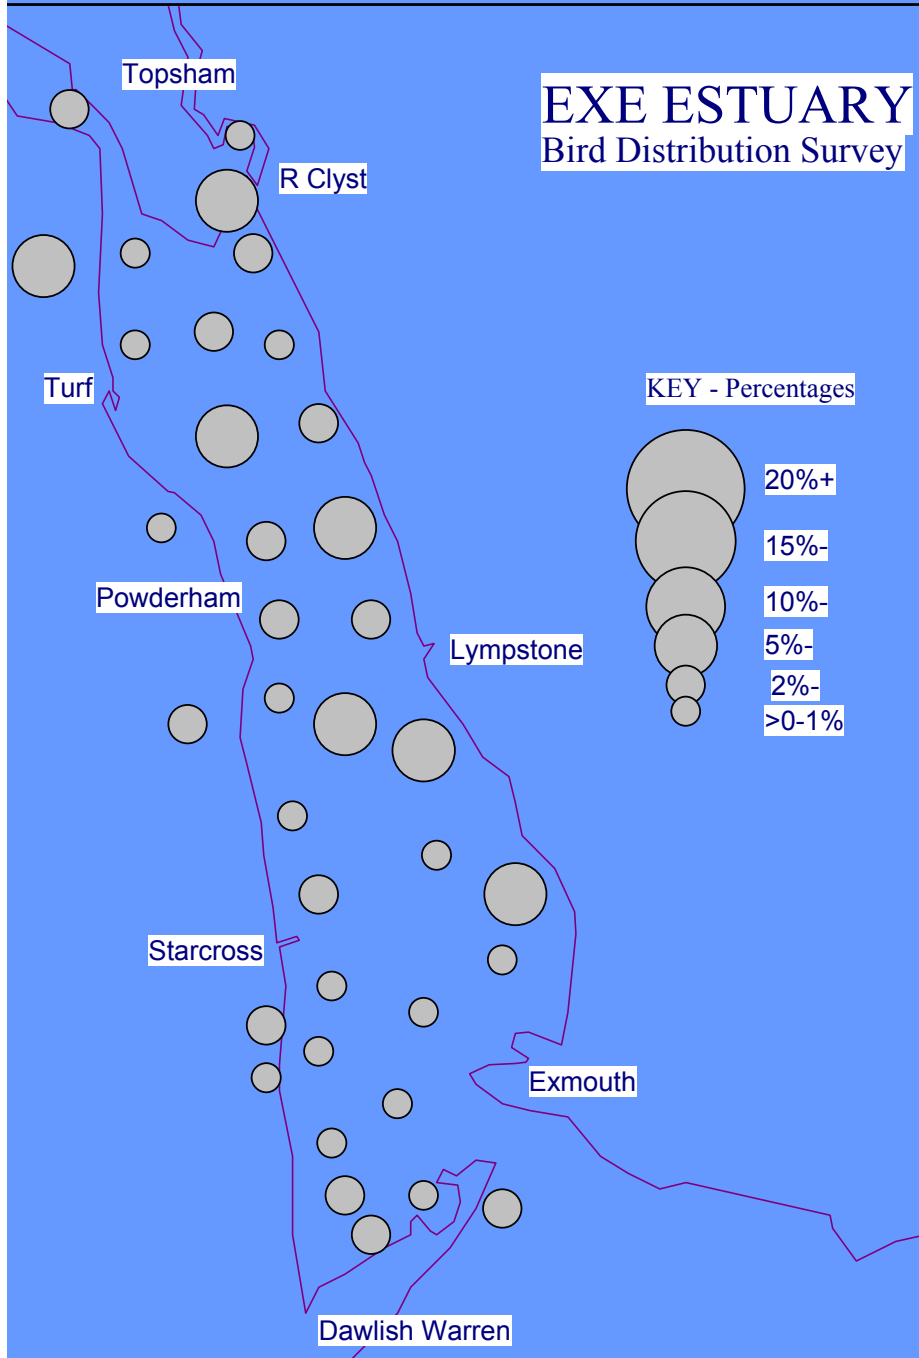 Topsham
EXE ESTUARY
Bird Distribution Survey
R Clyst
Turf
KEY - Percentages
20%+
15%-
10%-
5%-
2%-
>0-1%
Powderham
Lympstone
Starcross
Exmouth
Dawlish Warren